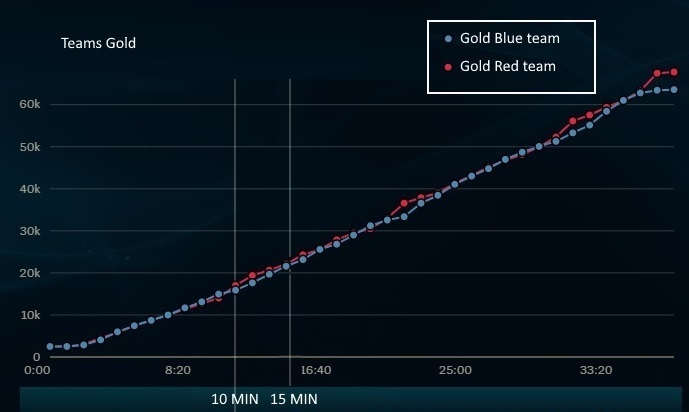 Teams Gold
Gold Blue team
Gold Red team
60k
50k
40k
30k
20k
10k
0
0:00 8:20 16:40 25:00 33:20
10 MIN 15 MIN